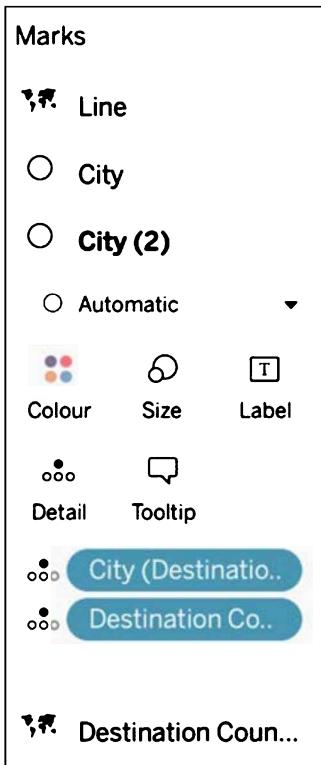 Marks
Line
City
City (2)
Automatic
Colour Size Label
Detail Tooltip
City (Destinatio..
Destination Co..
Destination Coun...